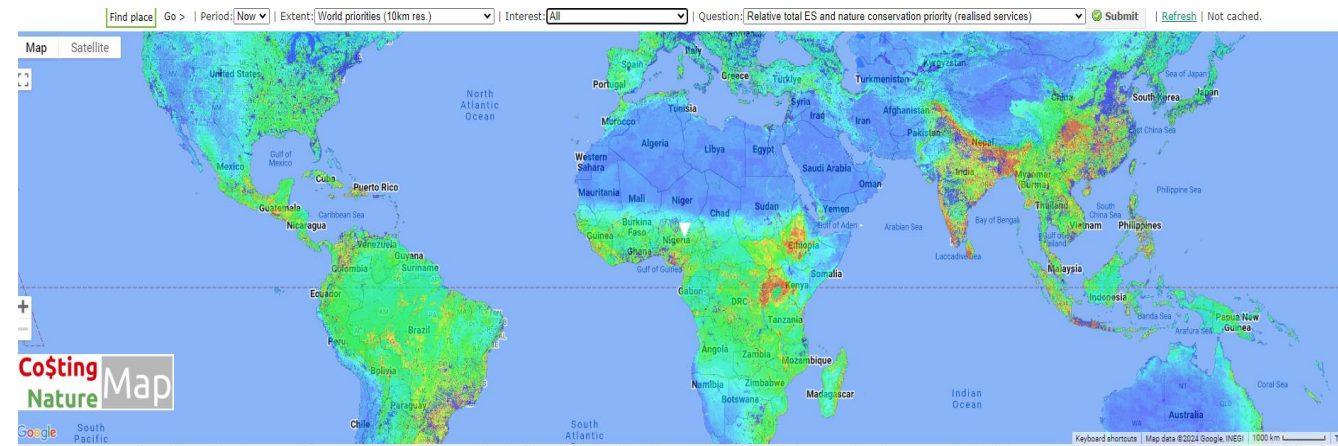 Find place Go > | Period: Now | Extent: World priorities (10km res.) | Interest: All | Question: Relative total ES and nature conservation priority (realised services) Submit | Refresh | Not cached.
Map Satellite
United States
North
Atlantic
Ocean
Gulf of
Mexico
Mexico
Cuba
Puerto Rico
Guatemala
Caribbean Sea
Nicaragua
Venezuela
Guyana
Colombia
Suriname
Ecuador
Peru
Brazil
Bolivia
Paraguay
Chile
South
Pacific
South
Atlantic
Italy
Spain
Portugal
Greece
Türkiye
Turkmenistan
Tunisia
Syria
Morocco
Iraq
Iran
Afghanistan
Pakistan
Algeria
Libya
Egypt
Western
Sahara
Saudi Arabia
Oman
Mauritania
Mali
Niger
Chad
Sudan
Yemen
Gulf of Aden
Arabian Sea
Burkina
Faso
Guinea
Ghana
Nigeria
Gulf of Guinea
Ethiopia
Somalia
Gabon
DRC
Kenya
Tanzania
Angola
Zambia
Mozambique
Namibia
Zimbabwe
Botswana
Madagascar
Indian
Ocean
China
South Korea
Sea of Japan
Japan
East China Sea
Nepal
India
Myanmar
(Burma)
Thailand
Bay of Bengal
Laccadive Sea
Gulf of
Thailand
Vietnam
South
China Sea
Philippines
Philippine Sea
Malaysia
Indonesia
Banda Sea
Arafura Sea
Papua New
Guinea
NT
QLD
WA
Australia
Coral Sea
Co$ting
Nature
Map
Google
Keyboard shortcuts Map data ©2024 Google, INEGI 1000 km